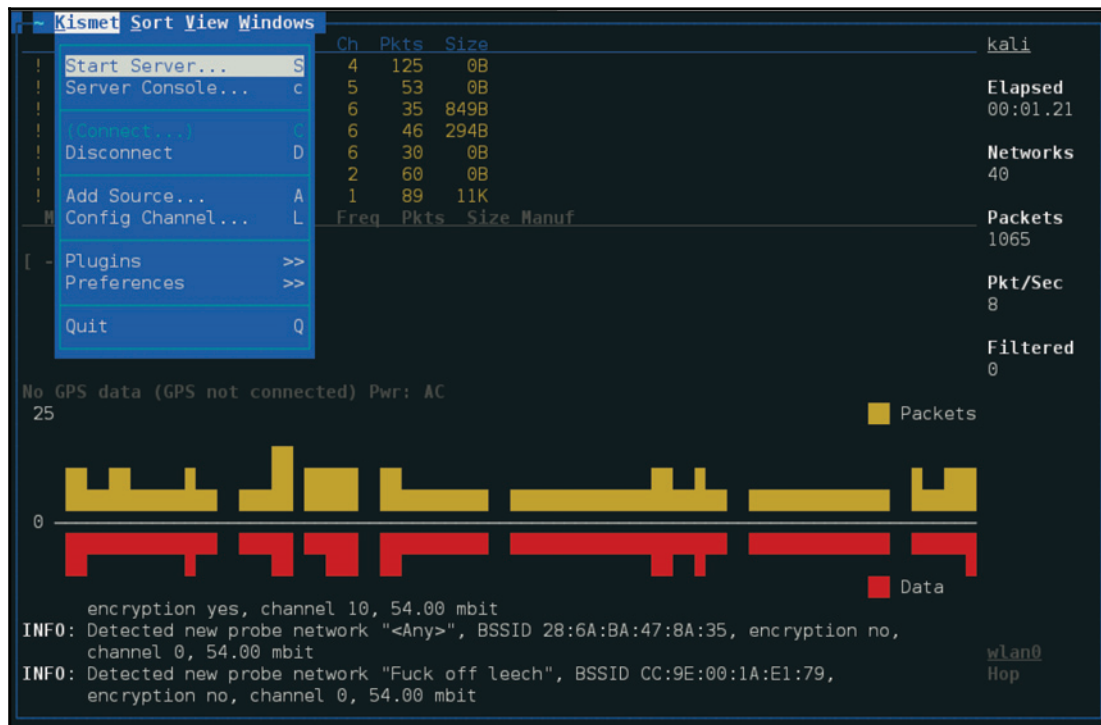 ~ Kismet Sort View Windows
Ch Pkts Size
kali
! Start Server... S 4 125 0B
! Server Console... c 5 53 0B
Elapsed
! 6 35 849B
00:01.21
! (Connect...) C 6 46 294B
! Disconnect D 6 30 0B
Networks
! 2 60 0B
40
! Add Source... A 1 89 11K
M Config Channel... L Freq Pkts Size Manuf
Packets
1065
[ - Plugins >>
Preferences >>
Pkt/Sec
8
Quit Q
Filtered
0
No GPS data (GPS not connected) Pwr: AC
25
Packets
0
Data
encryption yes, channel 10, 54.00 mbit
INFO: Detected new probe network "<Any>", BSSID 28:6A:BA:47:8A:35, encryption no,
channel 0, 54.00 mbit
wlan0
INFO: Detected new probe network "Fuck off leech", BSSID CC:9E:00:1A:E1:79,
Hop
encryption no, channel 0, 54.00 mbit